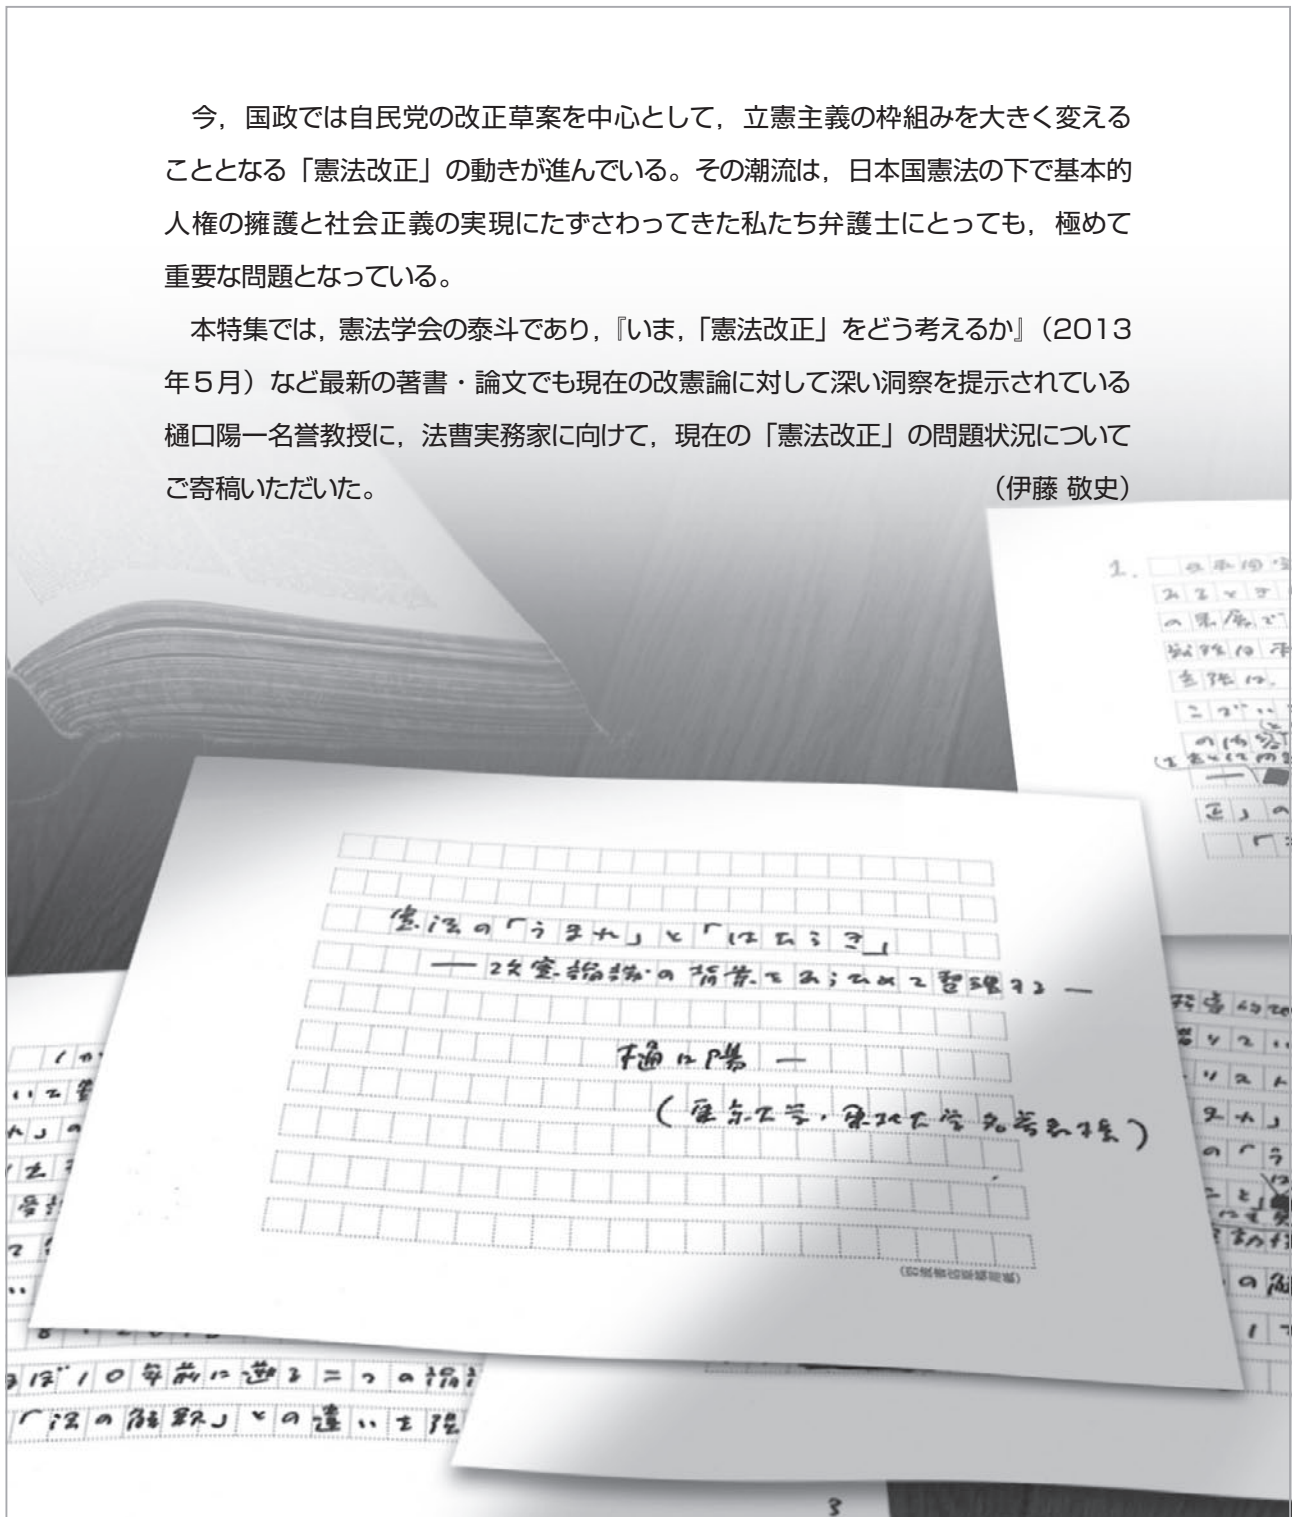 今，国政では自民党の改正草案を中心として，立憲主義の枠組みを大きく変える
こととなる「憲法改正」の動きが進んでいる。その潮流は，日本国憲法の下で基本的
人権の擁護と社会正義の実現にたずさわってきた私たち弁護士にとっても，極めて
重要な問題となっている。
本特集では，憲法学会の泰斗であり，『いま，「憲法改正」をどう考えるか』（2013
年5月）など最新の著書・論文でも現在の改憲論に対して深い洞察を提示されている
樋口陽一名誉教授に，法曹実務家に向けて，現在の「憲法改正」の問題状況について
ご寄稿いただいた。
（伊藤 敬史）
1.
憲法の「うまれ」と「はたらき」
― 改憲論議の背景をあらためて整理する ―
樋口陽一
（東京大学・東北大学名誉教授）
（岩波書店原稿用紙）
ほぼ10年前に遡る二つの論
「法の解釈」との違いを強
3